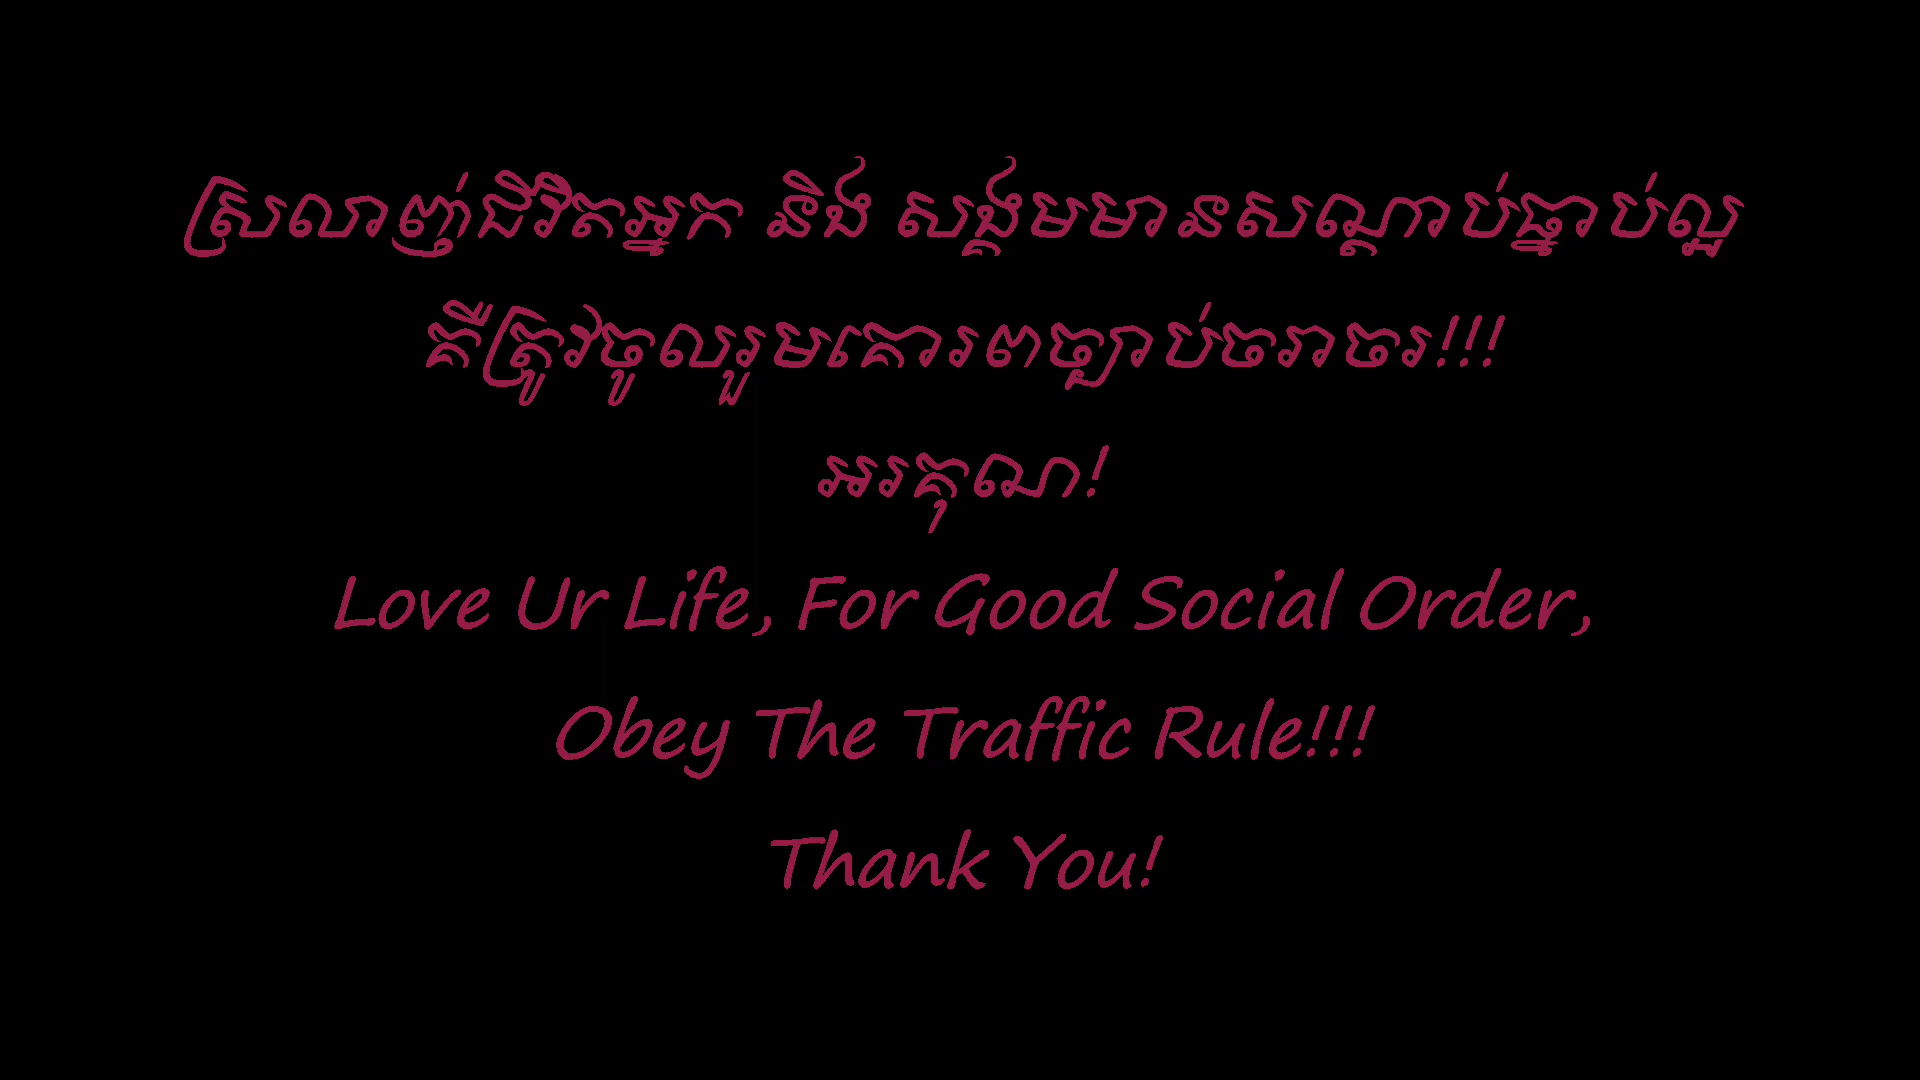 ស្រលាញ់ជីវិតអ្នក និង សង្គមមានសណ្ដាប់ធ្នាប់ល្អ
គឺត្រូវចូលរួមគោរពច្បាប់ចរាចរ!!!
អរគុណ!
Love Ur Life, For Good Social Order,
Obey The Traffic Rule!!!
Thank You!